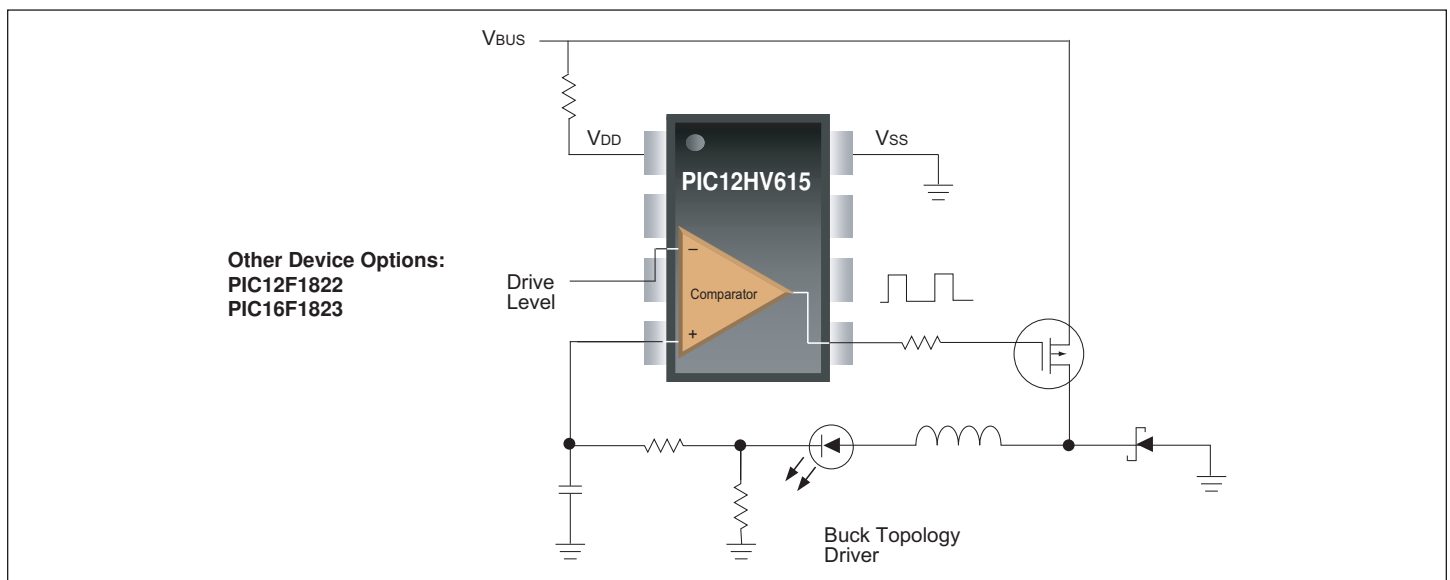 VBUS
VDD
VSS
PIC12HV615
Other Device Options:
PIC12F1822
PIC16F1823
Drive
Level
−
Comparator
+
Buck Topology
Driver